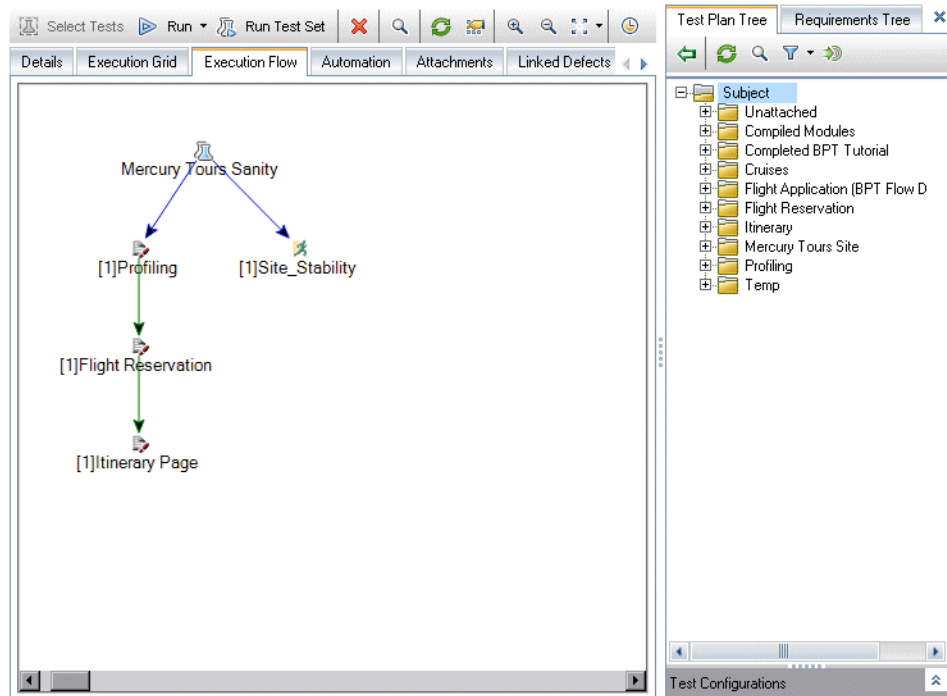 Select Tests Run Run Test Set
Details Execution Grid Execution Flow Automation Attachments Linked Defects
Mercury Tours Sanity
[1]Profiling [1]Site_Stability
[1]Flight Reservation
[1]Itinerary Page
Test Plan Tree Requirements Tree
Subject
Unattached
Compiled Modules
Completed BPT Tutorial
Cruises
Flight Application (BPT Flow D
Flight Reservation
Itinerary
Mercury Tours Site
Profiling
Temp
Test Configurations